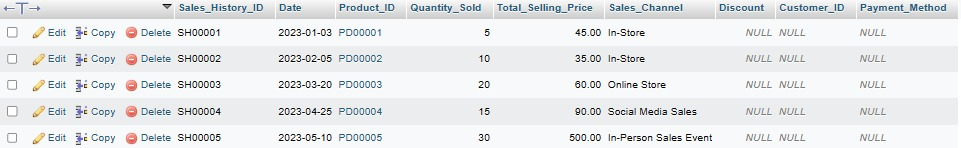 Sales_History_ID Date Product_ID Quantity_Sold Total_Selling_Price Sales_Channel Discount Customer_ID Payment_Method
Edit Copy Delete SH00001 2023-01-03 PD00001 5 45.00 In-Store NULL NULL NULL
Edit Copy Delete SH00002 2023-02-05 PD00002 10 35.00 In-Store NULL NULL NULL
Edit Copy Delete SH00003 2023-03-20 PD00003 20 60.00 Online Store NULL NULL NULL
Edit Copy Delete SH00004 2023-04-25 PD00004 15 90.00 Social Media Sales NULL NULL NULL
Edit Copy Delete SH00005 2023-05-10 PD00005 30 500.00 In-Person Sales Event NULL NULL NULL